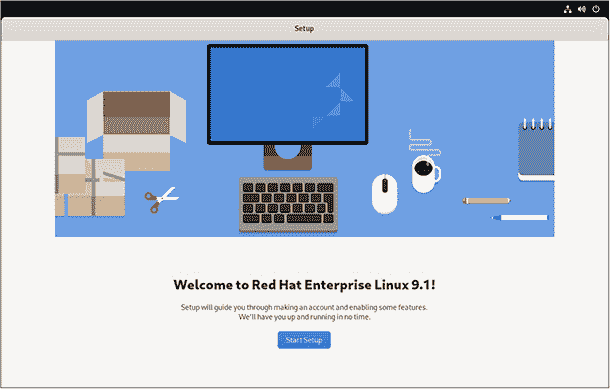 Setup
Welcome to Red Hat Enterprise Linux 9.1!
Setup will guide you through making an account and enabling some features.
We'll have you up and running in no time.
Start Setup